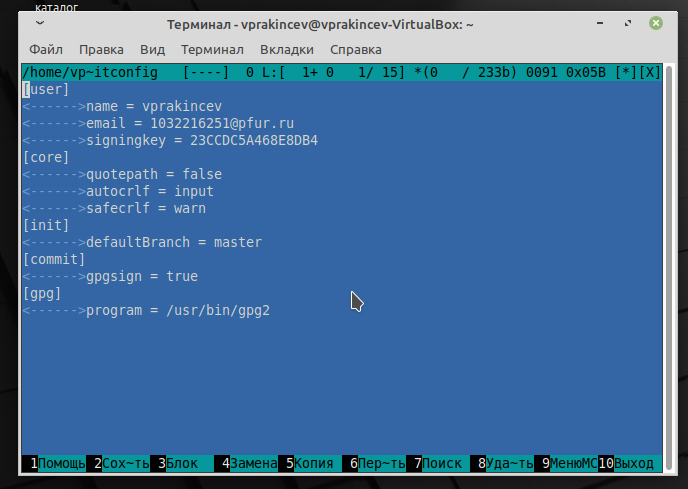 каталог
Терминал - vprakincev@vprakincev-VirtualBox: ~
Файл Правка Вид Терминал Вкладки Справка
/home/vp~itconfig [----] 0 L:[ 1+ 0 1/ 15] *(0 / 233b) 0091 0x05B [*][X]
[user]
<------>name = vprakincev
<------>email = 1032216251@pfur.ru
<------>signingkey = 23CCDC5A468E8DB4
[core]
<------>quotepath = false
<------>autocrlf = input
<------>safecrlf = warn
[init]
<------>defaultBranch = master
[commit]
<------>gpgsign = true
[gpg]
<------>program = /usr/bin/gpg2
1Помощь 2Сох~ть 3Блок 4Замена 5Копия 6Пер~ть 7Поиск 8Уда~ть 9МенюMC 10Выход